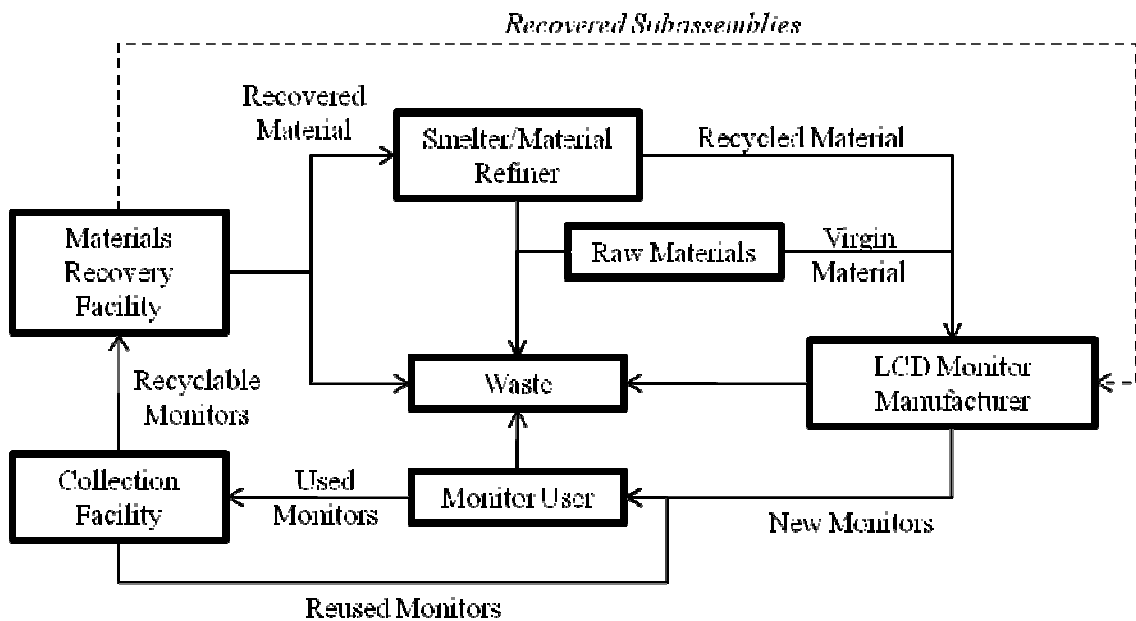 Recovered Subassemblies
Recovered
Material
Smelter/Material
Refiner
Recycled Material
Materials
Recovery
Facility
Raw Materials
Virgin
Material
Recyclable
Monitors
Waste
LCD Monitor
Manufacturer
Collection
Facility
Used
Monitors
Monitor User
New Monitors
Reused Monitors